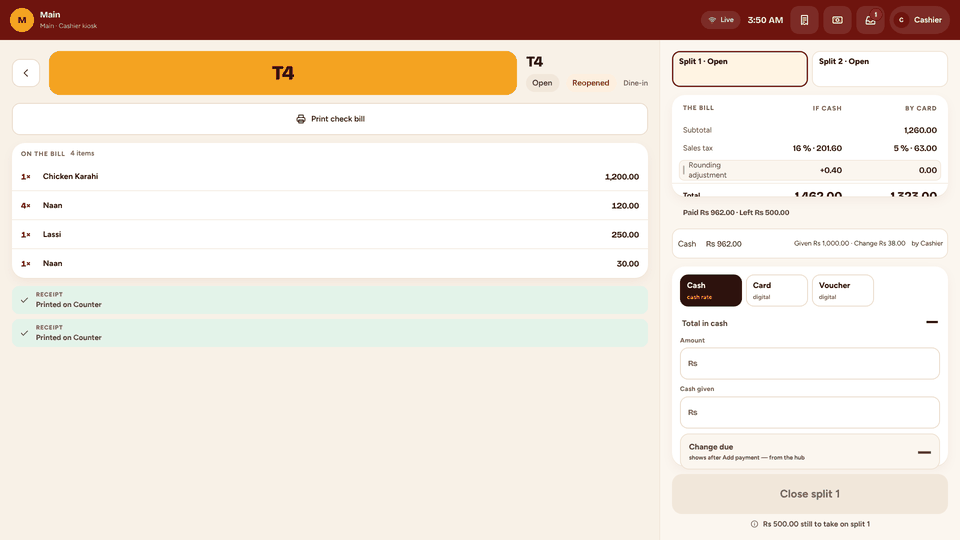 M
Main
Main · Cashier kiosk
Live
3:50 AM
1
C
Cashier
T4
T4
Open
Reopened
Dine-in
Print check bill
ON THE BILL 4 items
1× Chicken Karahi 1,200.00
4× Naan 120.00
1× Lassi 250.00
1× Naan 30.00
RECEIPT
Printed on Counter
RECEIPT
Printed on Counter
Split 1 · Open
Split 2 · Open
THE BILL IF CASH BY CARD
Subtotal 1,260.00
Sales tax 16 % · 201.60 5 % · 63.00
Rounding adjustment +0.40 0.00
Total 1,462.00 1,323.00
Paid Rs 962.00 · Left Rs 500.00
Cash Rs 962.00 Given Rs 1,000.00 · Change Rs 38.00 by Cashier
Cash
cash rate
Card
digital
Voucher
digital
Total in cash —
Amount
Rs
Cash given
Rs
Change due —
shows after Add payment — from the hub
Close split 1
Rs 500.00 still to take on split 1